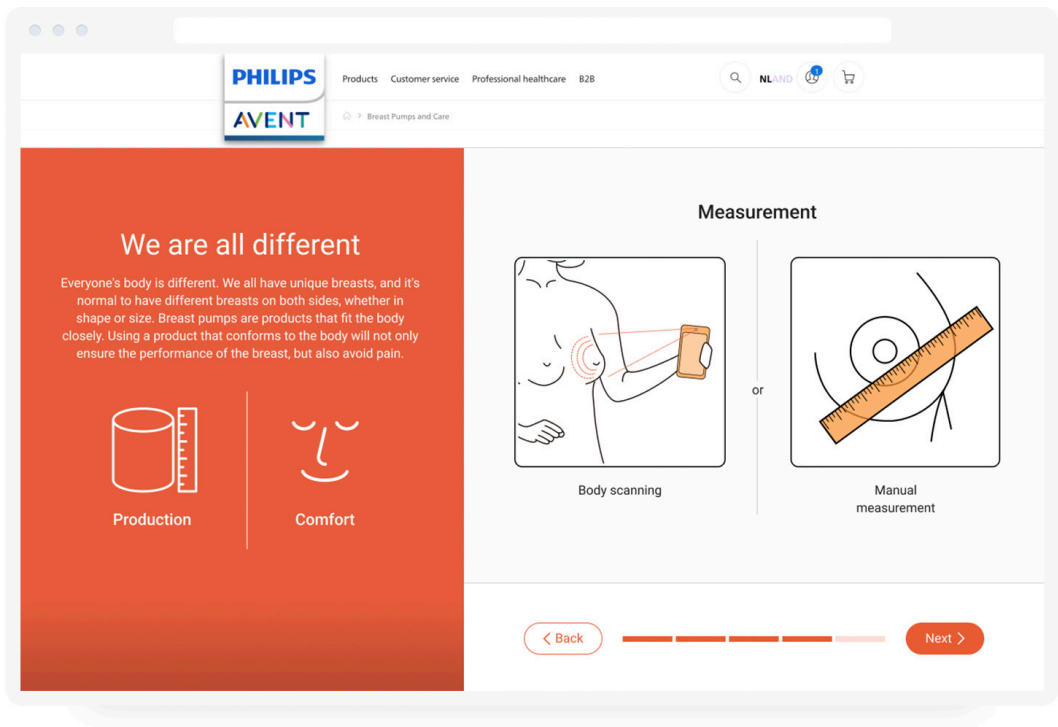 PHILIPS
AVENT
Products Customer service Professional healthcare B2B
NLAND
1
Breast Pumps and Care
We are all different
Everyone's body is different. We all have unique breasts, and it's
normal to have different breasts on both sides, whether in
shape or size. Breast pumps are products that fit the body
closely. Using a product that conforms to the body will not only
ensure the performance of the breast, but also avoid pain.
Production
Comfort
Measurement
or
Body scanning
Manual
measurement
Back
Next